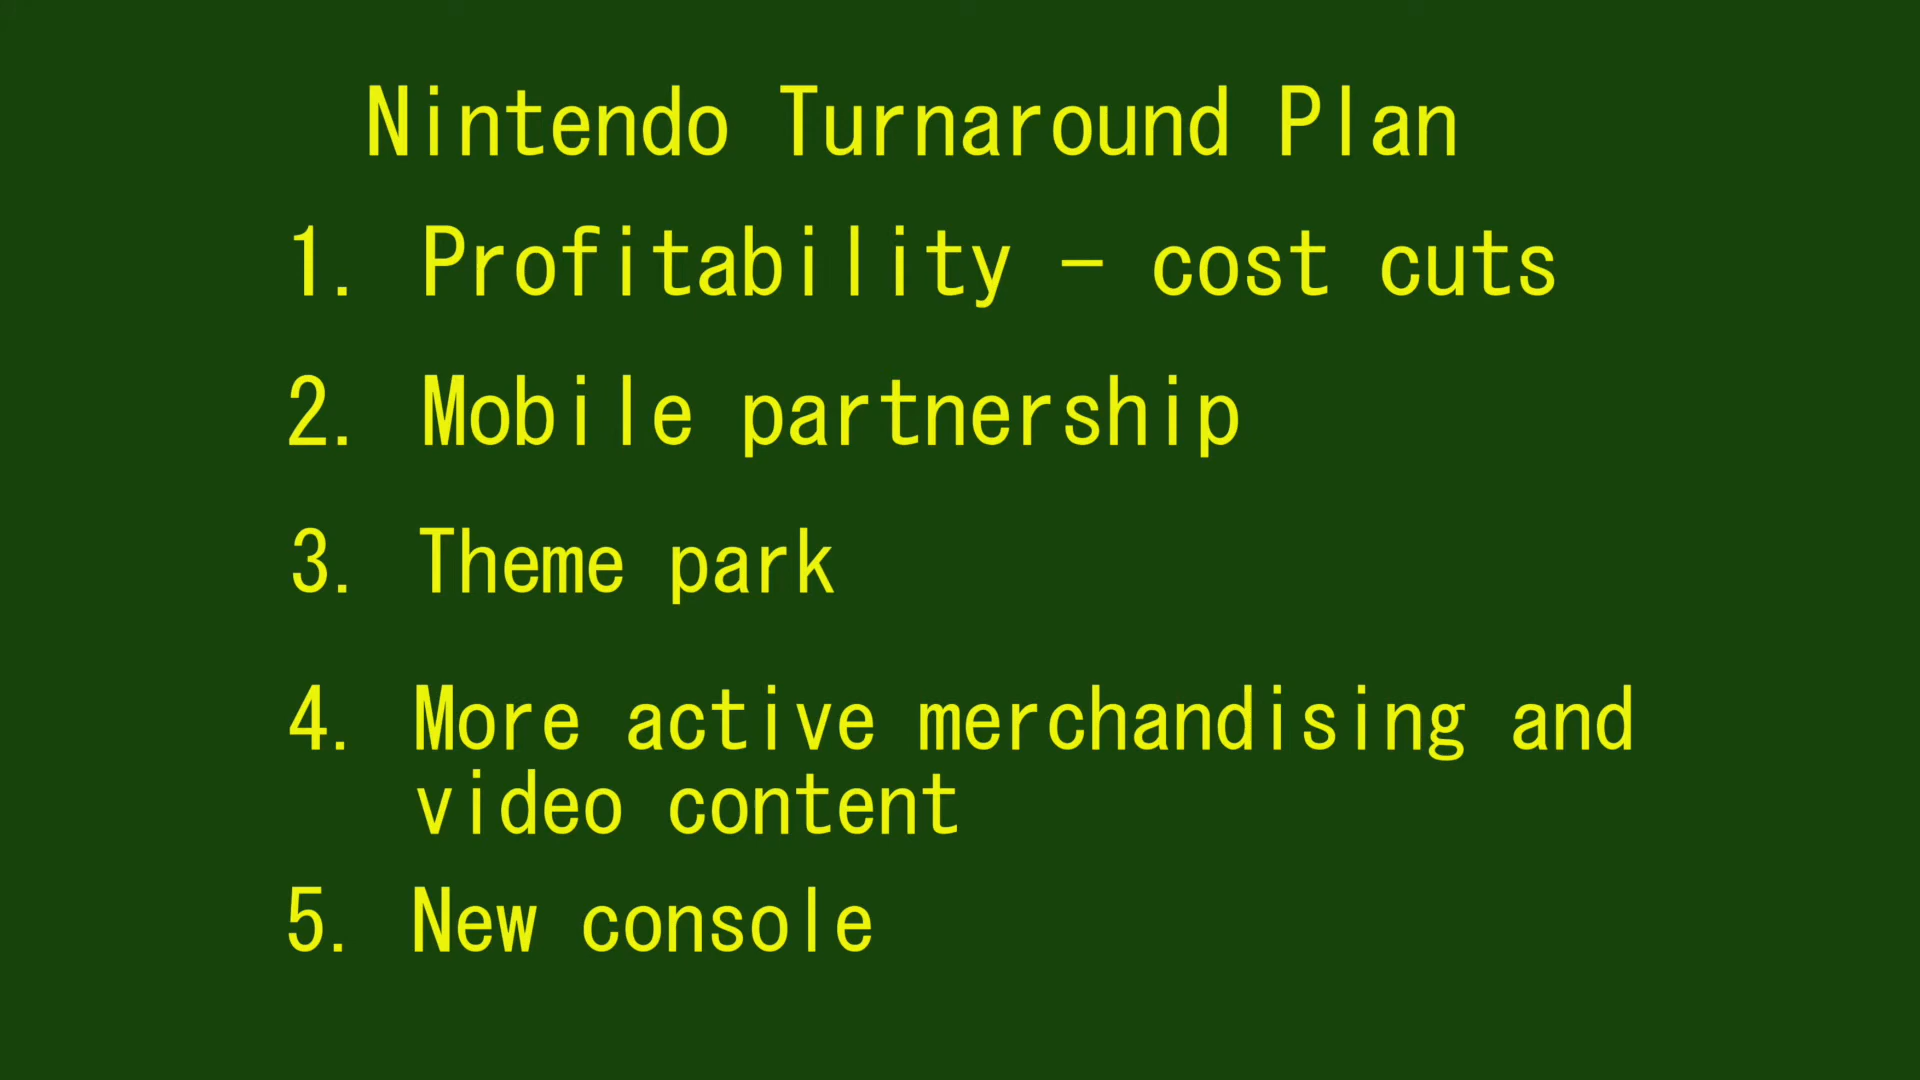 Nintendo Turnaround Plan
1. Profitability - cost cuts
2. Mobile partnership
3. Theme park
4. More active merchandising and
video content
5. New console